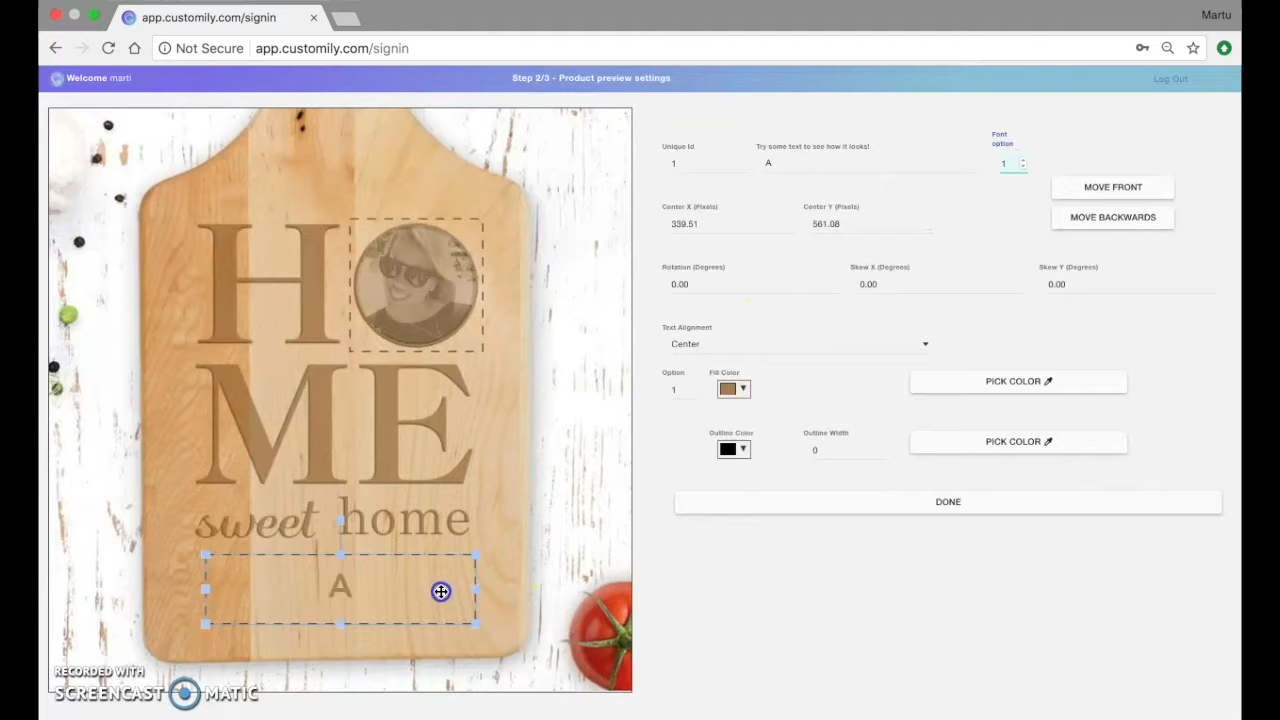 app.customily.com/signin
Martu
Not Secure
app.customily.com/signin
Welcome marti
Step 2/3 - Product preview settings
Log Out
H
ME
sweet home
A
RECORDED WITH
SCREENCAST MATIC
Unique Id
1
Try some text to see how it looks!
A
Font
option
1
MOVE FRONT
MOVE BACKWARDS
Center X (Pixels)
339.51
Center Y (Pixels)
561.08
Rotation (Degrees)
0.00
Skew X (Degrees)
0.00
Skew Y (Degrees)
0.00
Text Alignment
Center
Option
1
Fill Color
PICK COLOR
Outline Color
Outline Width
0
PICK COLOR
DONE